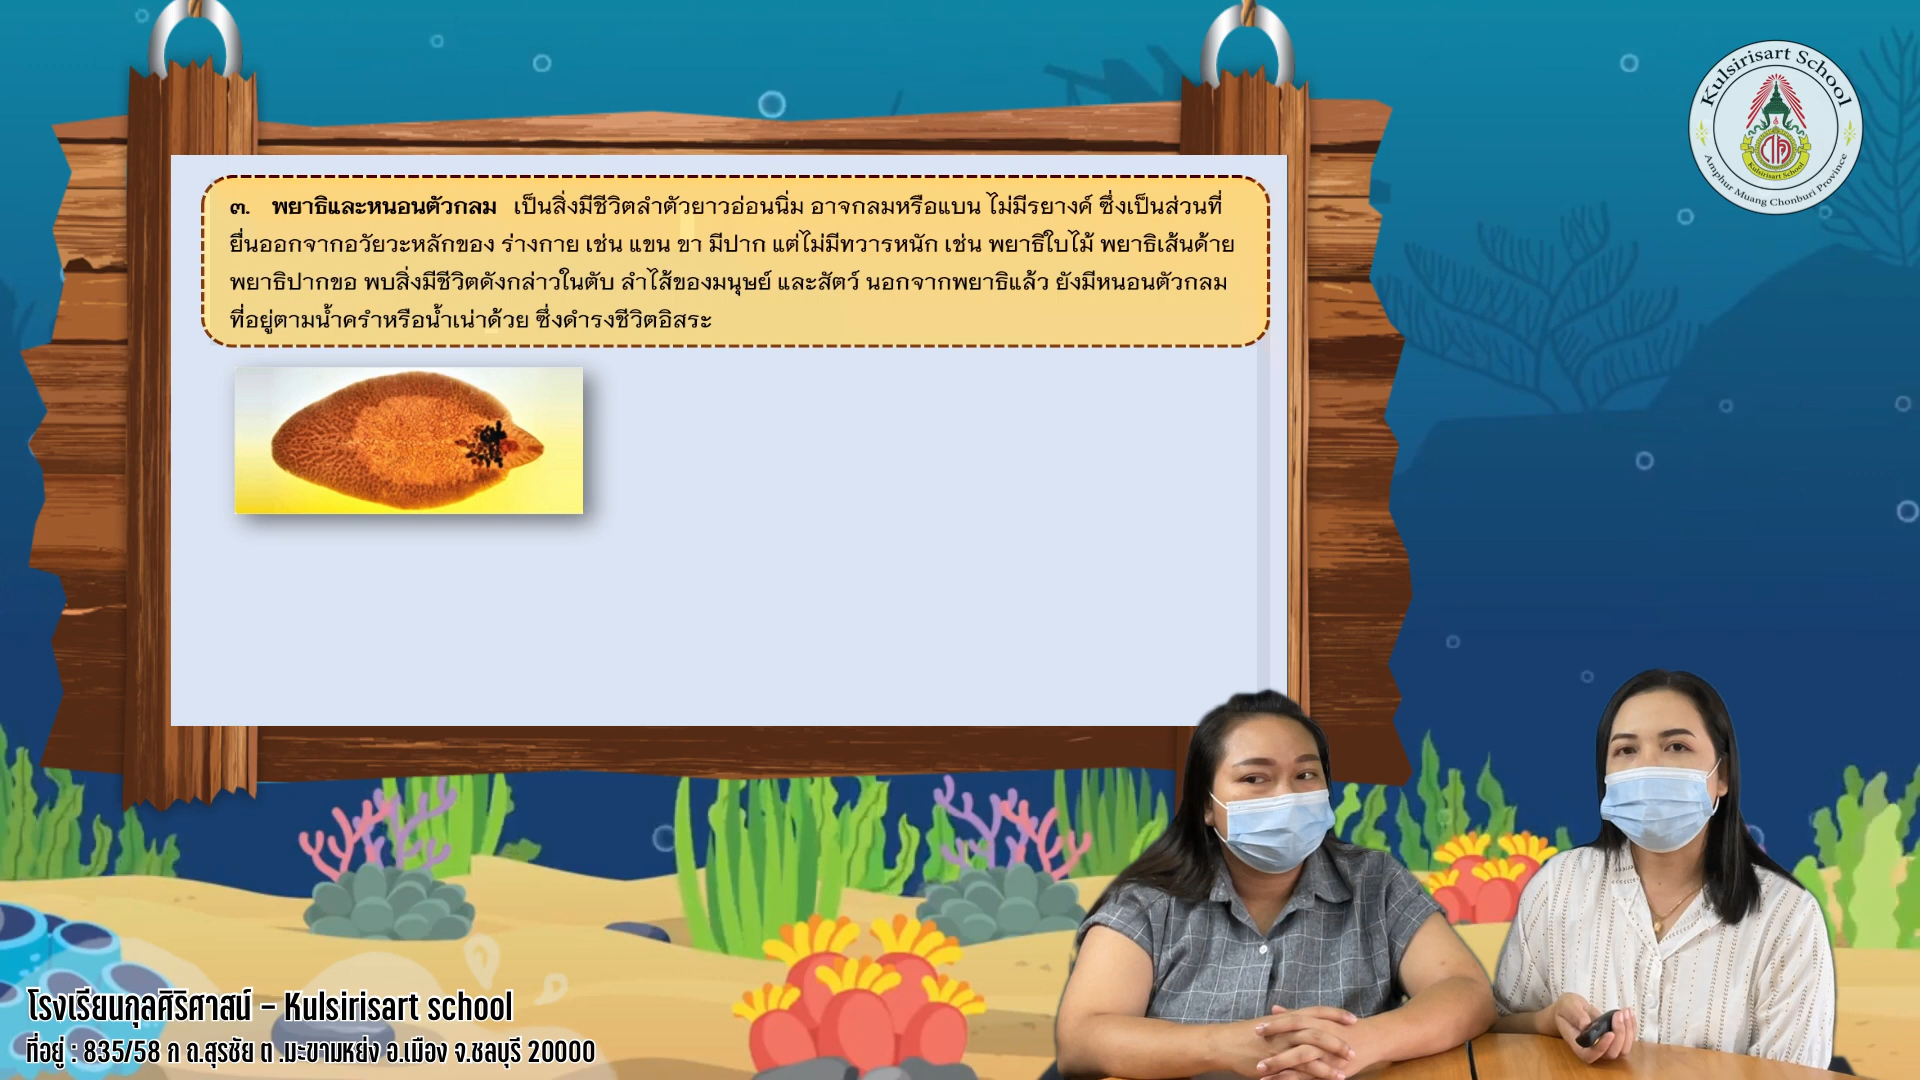 ๓. พยาธิและหนอนตัวกลม เป็นสิ่งมีชีวิตลำตัวยาวอ่อนนิ่ม อาจกลมหรือแบน ไม่มีรยางค์ ซึ่งเป็นส่วนที่
ยื่นออกจากอวัยวะหลักของ ร่างกาย เช่น แขน ขา มีปาก แต่ไม่มีทวารหนัก เช่น พยาธิใบไม้ พยาธิเส้นด้าย
พยาธิปากขอ พบสิ่งมีชีวิตดังกล่าวในตับ ลำไส้ของมนุษย์ และสัตว์ นอกจากพยาธิแล้ว ยังมีหนอนตัวกลม
ที่อยู่ตามน้ำครำหรือน้ำเน่าด้วย ซึ่งดำรงชีวิตอิสระ
Kulsirisart School
Kulsirisart School
Amphur Muang Chonburi Province
โรงเรียนกุลศิริศาสน์ – Kulsirisart school
ที่อยู่ : 835/58 ก ถ.สุรชัย ต .มะขามหย่ง อ.เมือง จ.ชลบุรี 20000